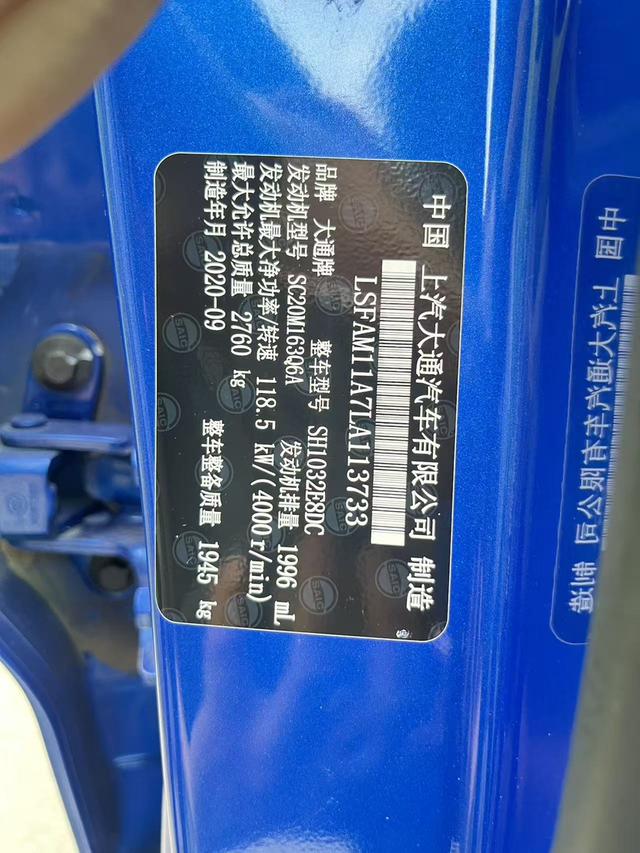 中国 上汽大通汽车有限公司 制造
LSFAM11A7LA113733
品牌 大通牌 整车型号 SH1032E8DC
发动机型号 SC20M163Q6A 发动机排量 1996 mL
发动机最大净功率/转速 118.5 kW/(4000r/min)
最大允许总质量 2760 kg 整车整备质量 1945 kg
制造年月 2020-09
SAIC